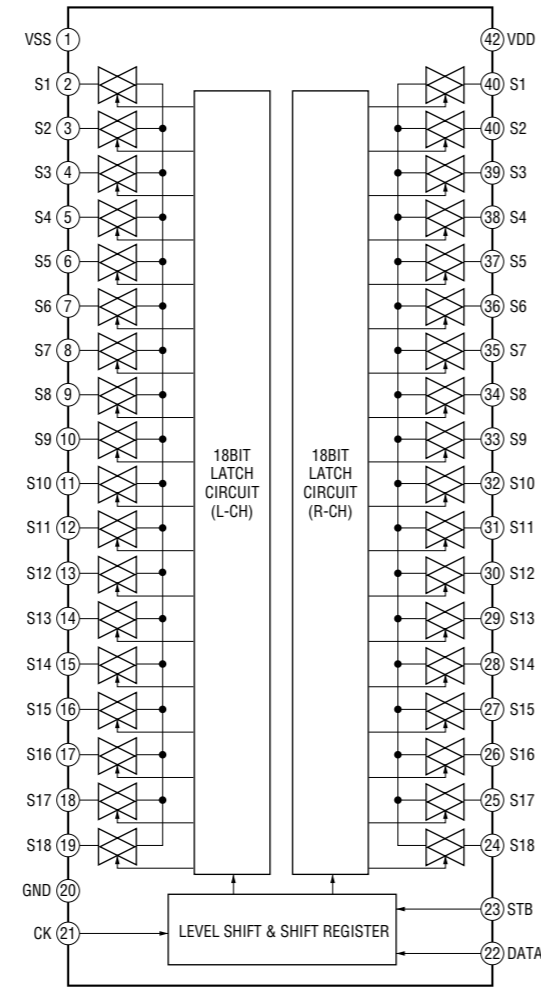 VSS 1
42 VDD
S1 2
40 S1
S2 3
40 S2
S3 4
39 S3
S4 5
38 S4
S5 6
37 S5
S6 7
36 S6
S7 8
35 S7
S8 9
34 S8
S9 10
33 S9
18BIT
LATCH
CIRCUIT
(L-CH)
18BIT
LATCH
CIRCUIT
(R-CH)
S10 11
32 S10
S11 12
31 S11
S12 13
30 S12
S13 14
29 S13
S14 15
28 S14
S15 16
27 S15
S16 17
26 S16
S17 18
25 S17
S18 19
24 S18
GND 20
23 STB
CK 21
LEVEL SHIFT & SHIFT REGISTER
22 DATA